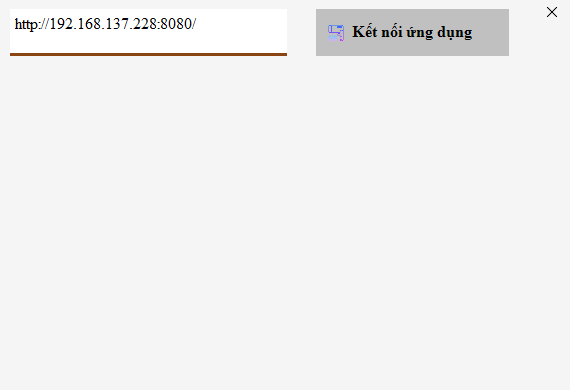 http://192.168.137.228:8080/
Kết nối ứng dụng